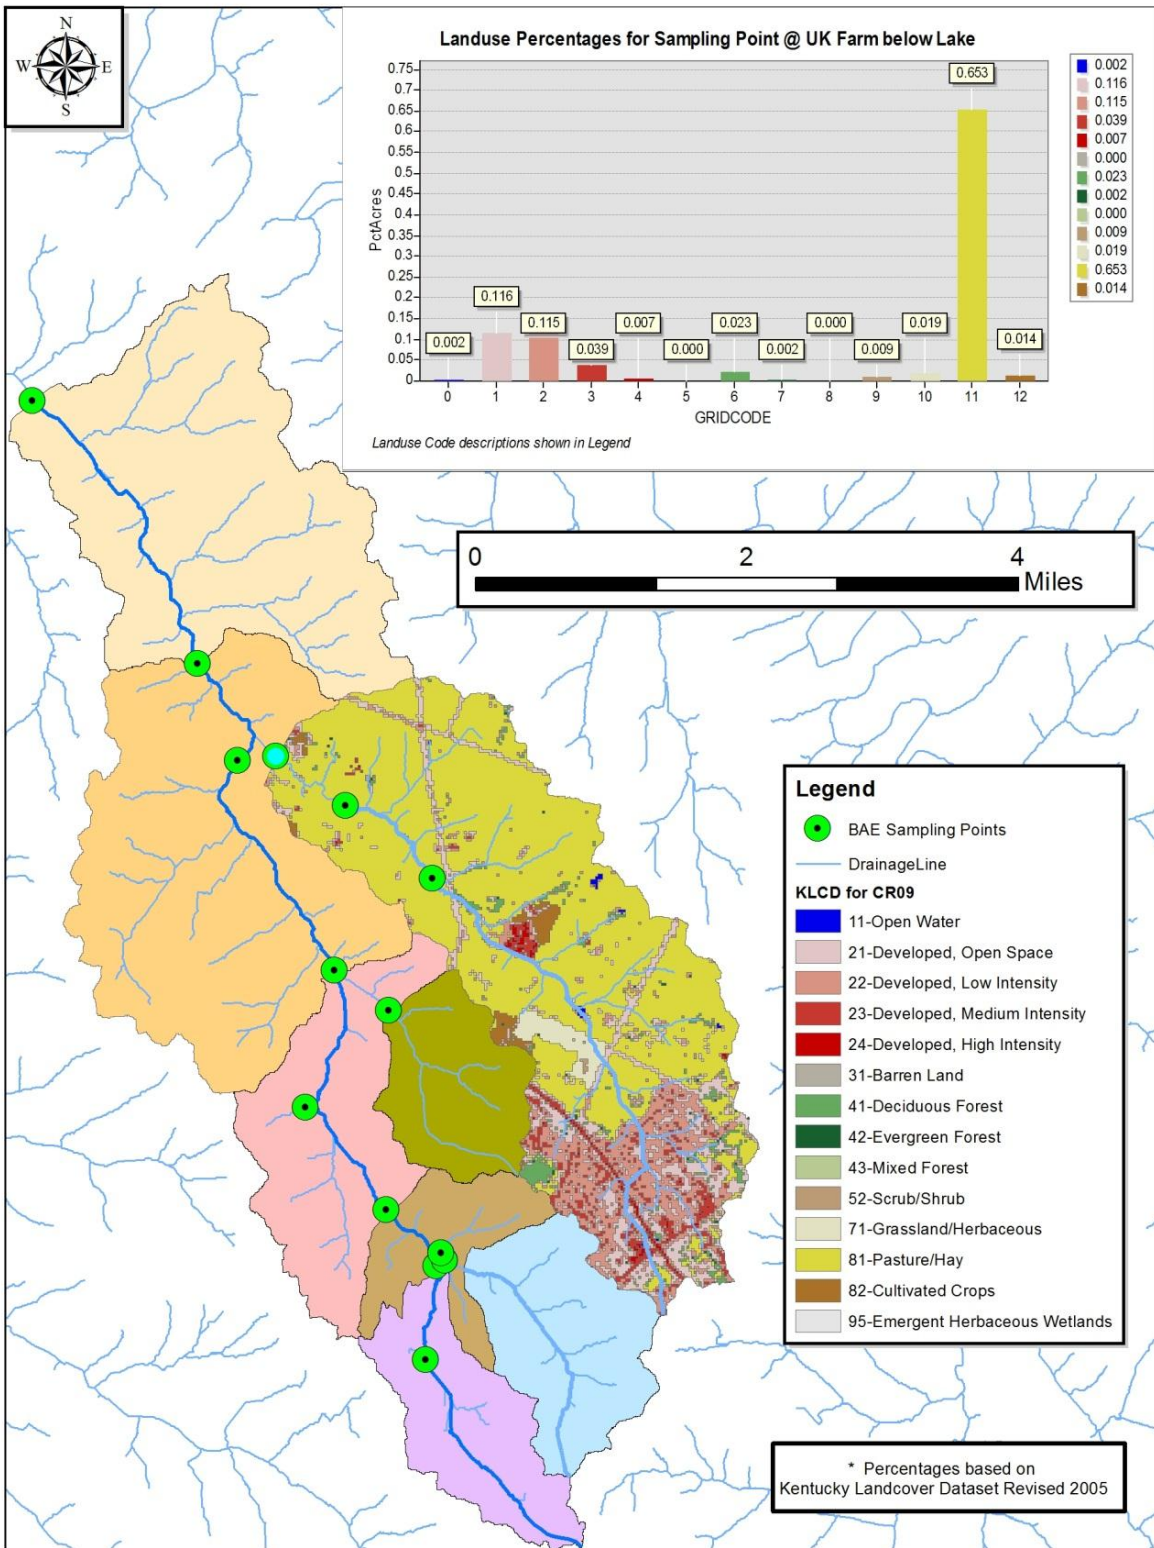 N
W E
S
Landuse Percentages for Sampling Point @ UK Farm below Lake
0.75
0.7
0.65
0.6
0.55
0.5
0.45
0.4
0.35
0.3
0.25
0.2
0.15
0.1
0.05
0
PctAcres
0.002
0.116
0.115
0.039
0.007
0.000
0.023
0.002
0.000
0.009
0.019
0.653
0.014
0 1 2 3 4 5 6 7 8 9 10 11 12
GRIDCODE
Landuse Code descriptions shown in Legend
0.002
0.116
0.115
0.039
0.007
0.000
0.023
0.002
0.000
0.009
0.019
0.653
0.014
0 2 4
Miles
Legend
BAE Sampling Points
DrainageLine
KLCD for CR09
11-Open Water
21-Developed, Open Space
22-Developed, Low Intensity
23-Developed, Medium Intensity
24-Developed, High Intensity
31-Barren Land
41-Deciduous Forest
42-Evergreen Forest
43-Mixed Forest
52-Scrub/Shrub
71-Grassland/Herbaceous
81-Pasture/Hay
82-Cultivated Crops
95-Emergent Herbaceous Wetlands
* Percentages based on
Kentucky Landcover Dataset Revised 2005